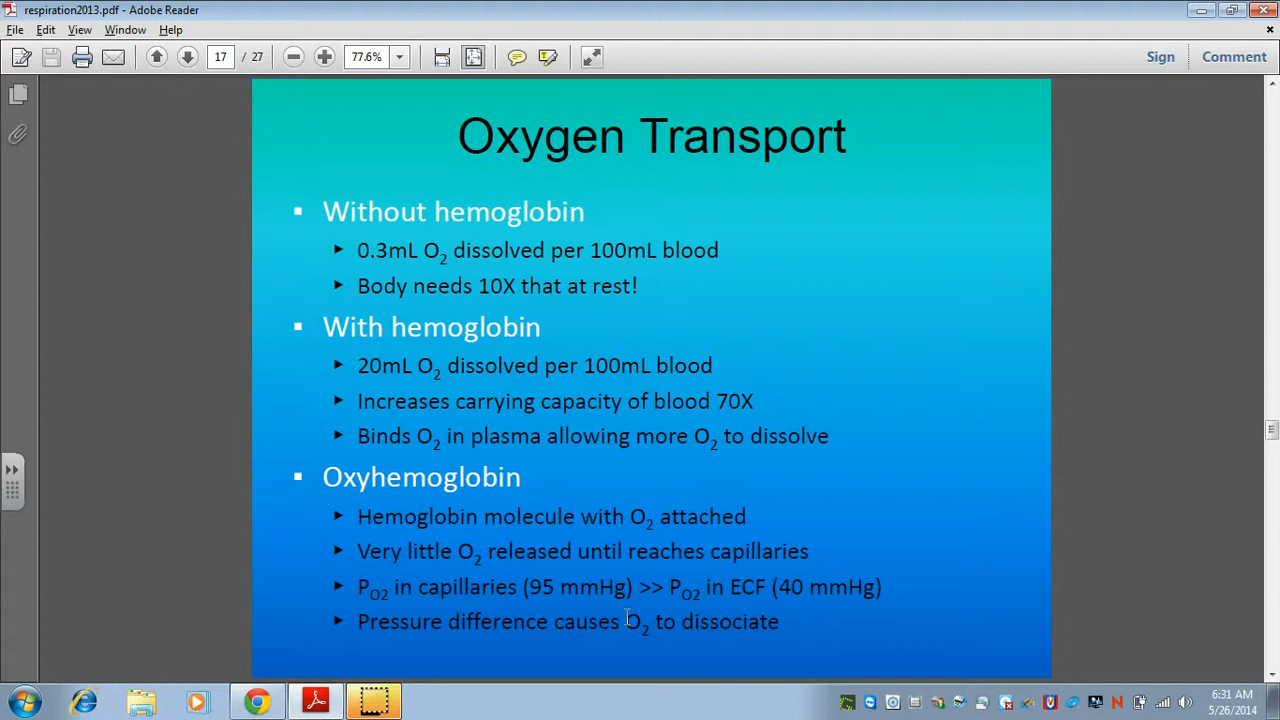 respiration2013.pdf - Adobe Reader
File Edit View Window Help
17 / 27 77.6% Sign Comment
Oxygen Transport
Without hemoglobin
0.3mL O2 dissolved per 100mL blood
Body needs 10X that at rest!
With hemoglobin
20mL O2 dissolved per 100mL blood
Increases carrying capacity of blood 70X
Binds O2 in plasma allowing more O2 to dissolve
Oxyhemoglobin
Hemoglobin molecule with O2 attached
Very little O2 released until reaches capillaries
PO2 in capillaries (95 mmHg) >> PO2 in ECF (40 mmHg)
Pressure difference causes O2 to dissociate
6:31 AM
5/26/2014